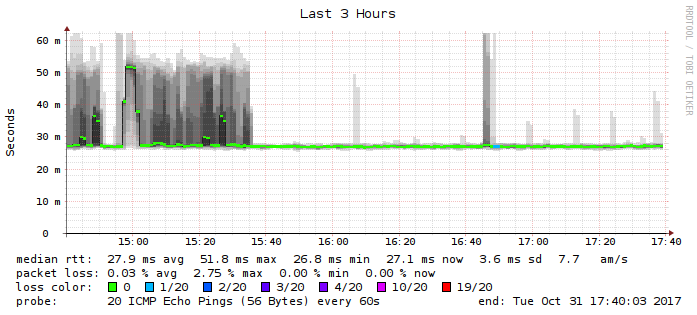 Last 3 Hours
RRDTOOL / TOBI OETIKER
Seconds
60 m
50 m
40 m
30 m
20 m
10 m
0
15:00 15:20 15:40 16:00 16:20 16:40 17:00 17:20 17:40
median rtt: 27.9 ms avg 51.8 ms max 26.8 ms min 27.1 ms now 3.6 ms sd 7.7 am/s
packet loss: 0.03 % avg 2.75 % max 0.00 % min 0.00 % now
loss color: 0 1/20 2/20 3/20 4/20 10/20 19/20
probe: 20 ICMP Echo Pings (56 Bytes) every 60s end: Tue Oct 31 17:40:03 2017